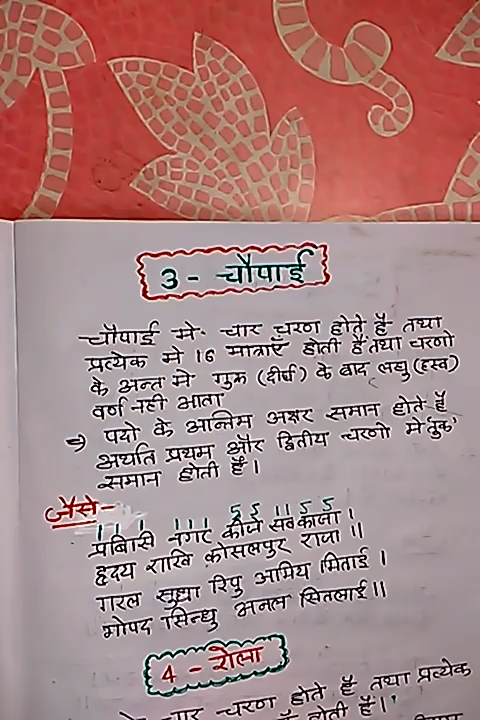 3 - चौपाई
चौपाई मे चार चरण होते है तथा
प्रत्येक मे 16 मात्राएँ होती है तथा चरणो
के अन्त मे गुरू (दीर्घ) के बाद लघु (ह्रस्व)
वर्ण नही आता
⇒ पदो के अन्तिम अक्षर समान होते है
अर्थात प्रथम और द्वितीय चरणो मे 'तुक'
समान होती है।
जैसे-
। । । । । । ऽ ऽ ।। ऽ ऽ
प्रबिसि नगर कीजे सब काजा।
हृदय राखि कोसलपुर राजा ॥
गरल सुधा रिपु अमिय मिताई।
गोपद सिन्धु अनल सितलाई॥
4 - रोला
चार चरण होते है तथा प्रत्येक
होती है।